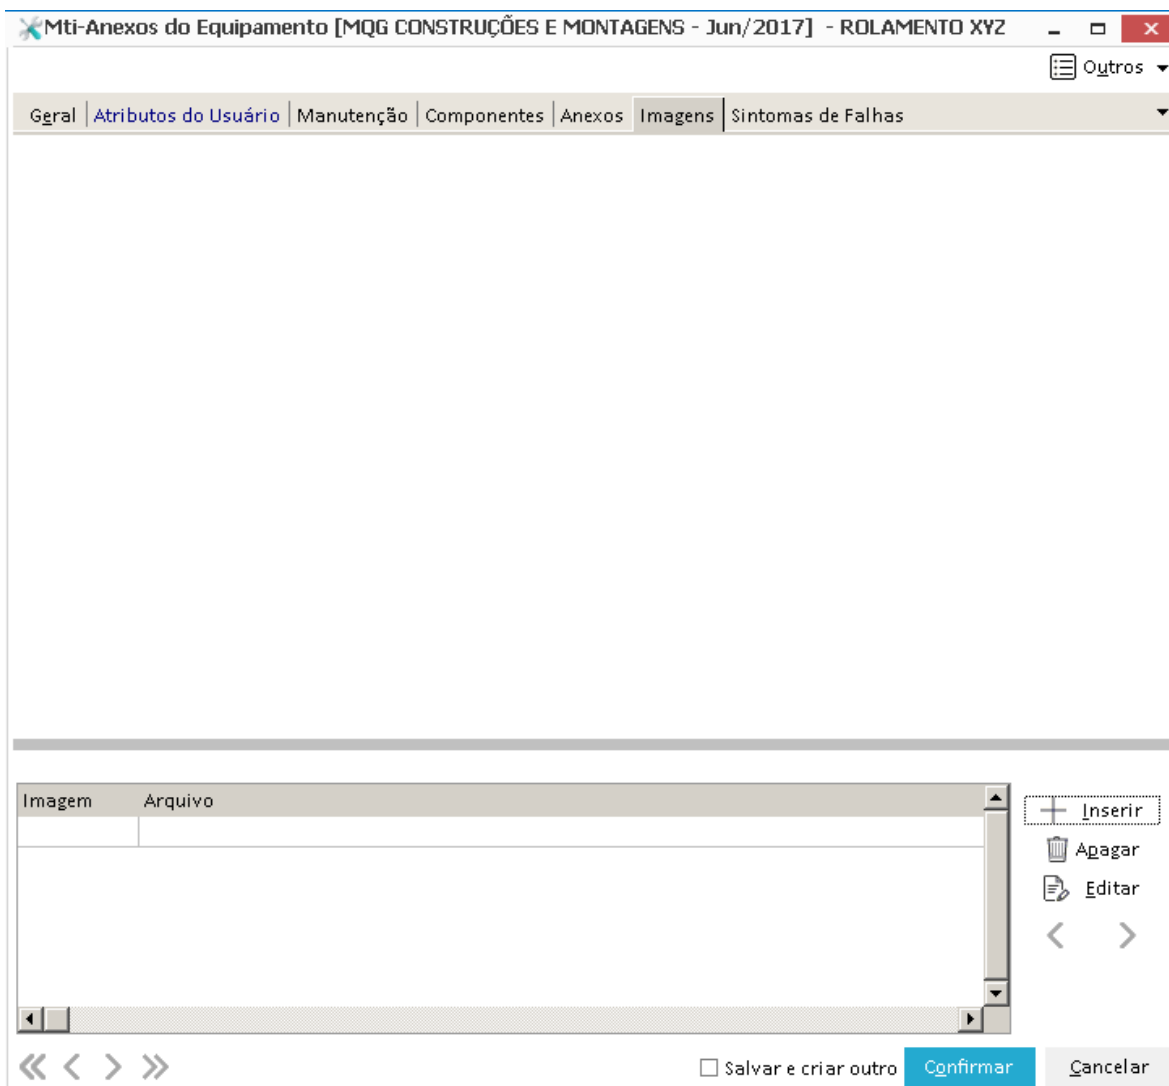 Mti-Anexos do Equipamento [MQG CONSTRUÇÕES E MONTAGENS - Jun/2017] - ROLAMENTO XYZ
Outros
Geral Atributos do Usuário Manutenção Componentes Anexos Imagens Sintomas de Falhas
Imagem Arquivo
Inserir
Apagar
Editar
Salvar e criar outro Confirmar Cancelar